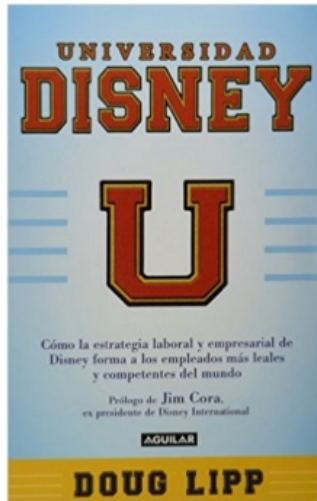 UNIVERSIDAD
DISNEY
U
Cómo la estrategia laboral y empresarial de
Disney forma a los empleados más leales
y competentes del mundo
Prólogo de Jim Cora,
ex presidente de Disney International
AGUILAR
DOUG LIPP